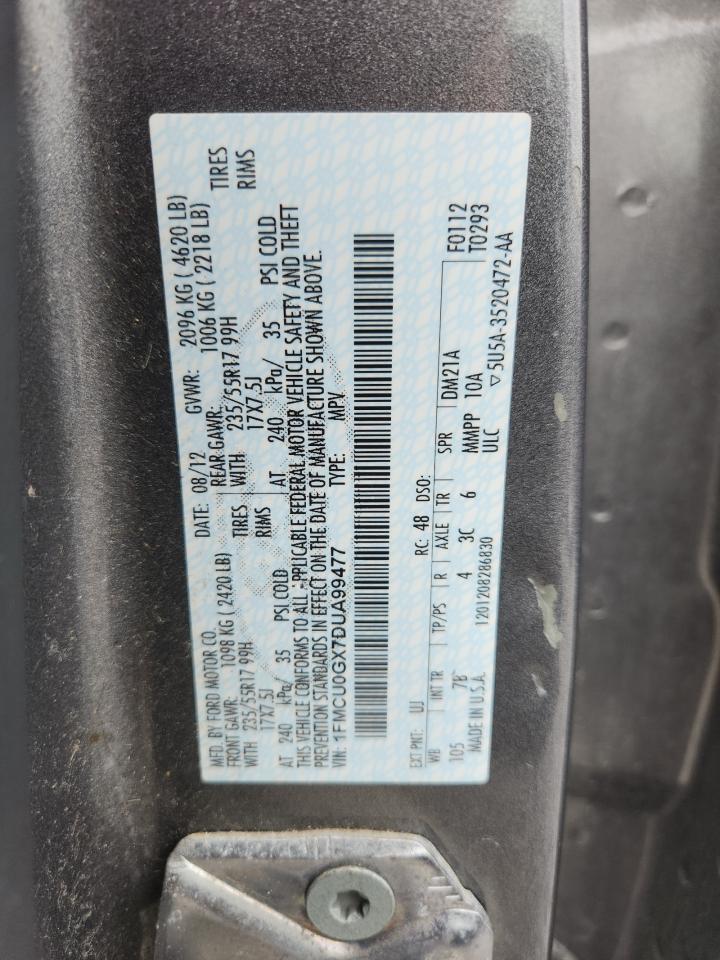 MFD. BY FORD MOTOR CO.
DATE: 08/12 GVWR: 2096 KG ( 4620 LB)
FRONT GAWR: 1098 KG ( 2420 LB) REAR GAWR: 1006 KG ( 2218 LB)
WITH 235/55R17 99H TIRES WITH 235/55R17 99H TIRES
17X7.5J RIMS 17X7.5J RIMS
AT 240 kPa/ 35 PSI COLD AT 240 kPa/ 35 PSI COLD
THIS VEHICLE CONFORMS TO ALL APPLICABLE FEDERAL MOTOR VEHICLE SAFETY AND THEFT
PREVENTION STANDARDS IN EFFECT ON THE DATE OF MANUFACTURE SHOWN ABOVE.
VIN: 1FMCU0GX7DUA99477 TYPE: MPV
EXT PNT: UJ RC: 48 DSO: F0112
WB INT TR TP/PS R AXLE TR SPR DM21A T0293
105 7B 4 3C 6 MMPP 10A
MADE IN U.S.A. 1201208286830 ULC ▽5U5A-3520472-AA